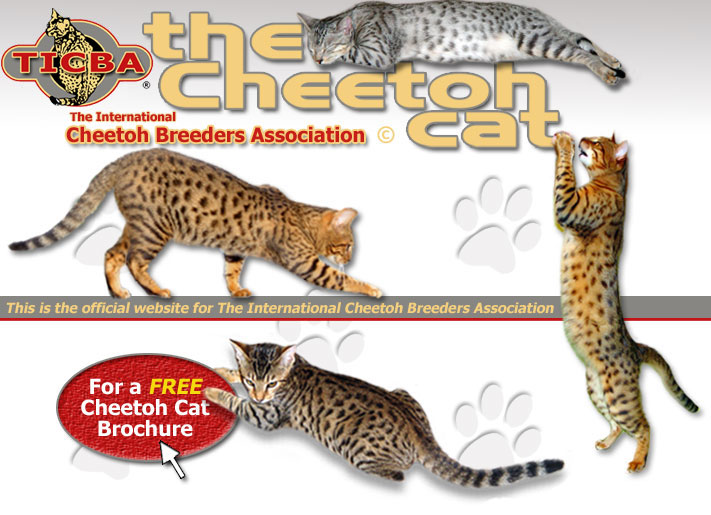 TICBA
®
the
Cheetoh
cat
The International
Cheetoh Breeders Association ©
This is the official website for The International Cheetoh Breeders Association
For a FREE
Cheetoh Cat
Brochure